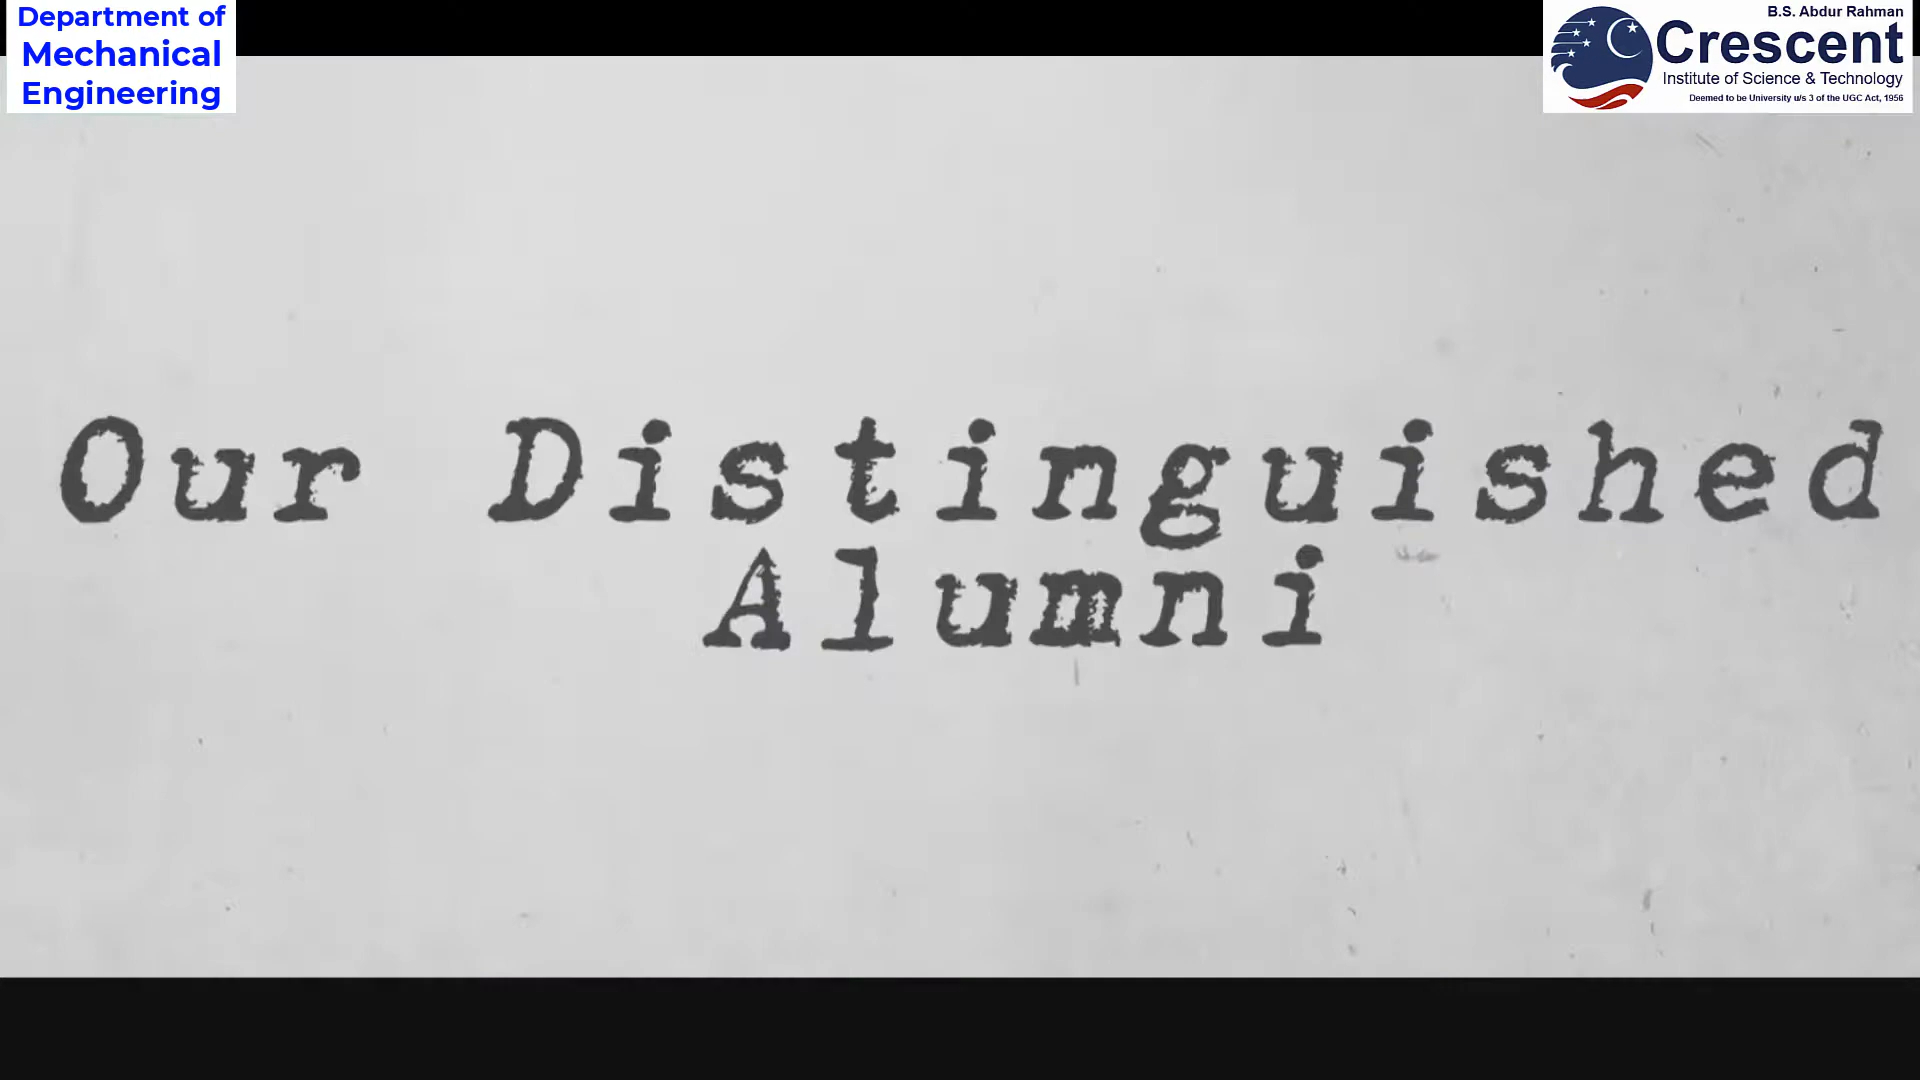 Department of
Mechanical
Engineering
B.S. Abdur Rahman
Crescent
Institute of Science & Technology
Deemed to be University u/s 3 of the UGC Act, 1956
Our Distinguished
Alumni